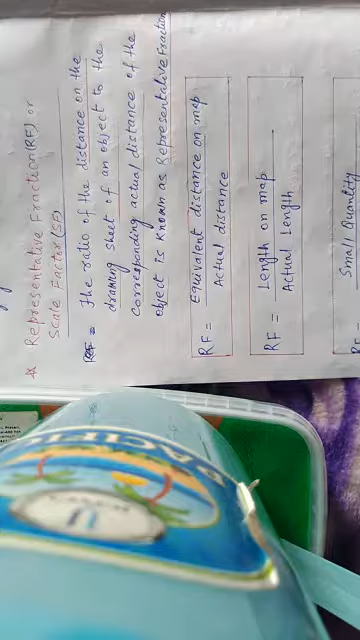 * Representative Fraction (RF) or
Scale Factor (SF)
= The ratio of the distance on the
drawing sheet of an object to the
corresponding actual distance of the
object is known as Representative Fraction
RF = Equivalent distance on map
Actual distance
RF = Length on map
Actual Length
RF Small Quantity
PACIFIC